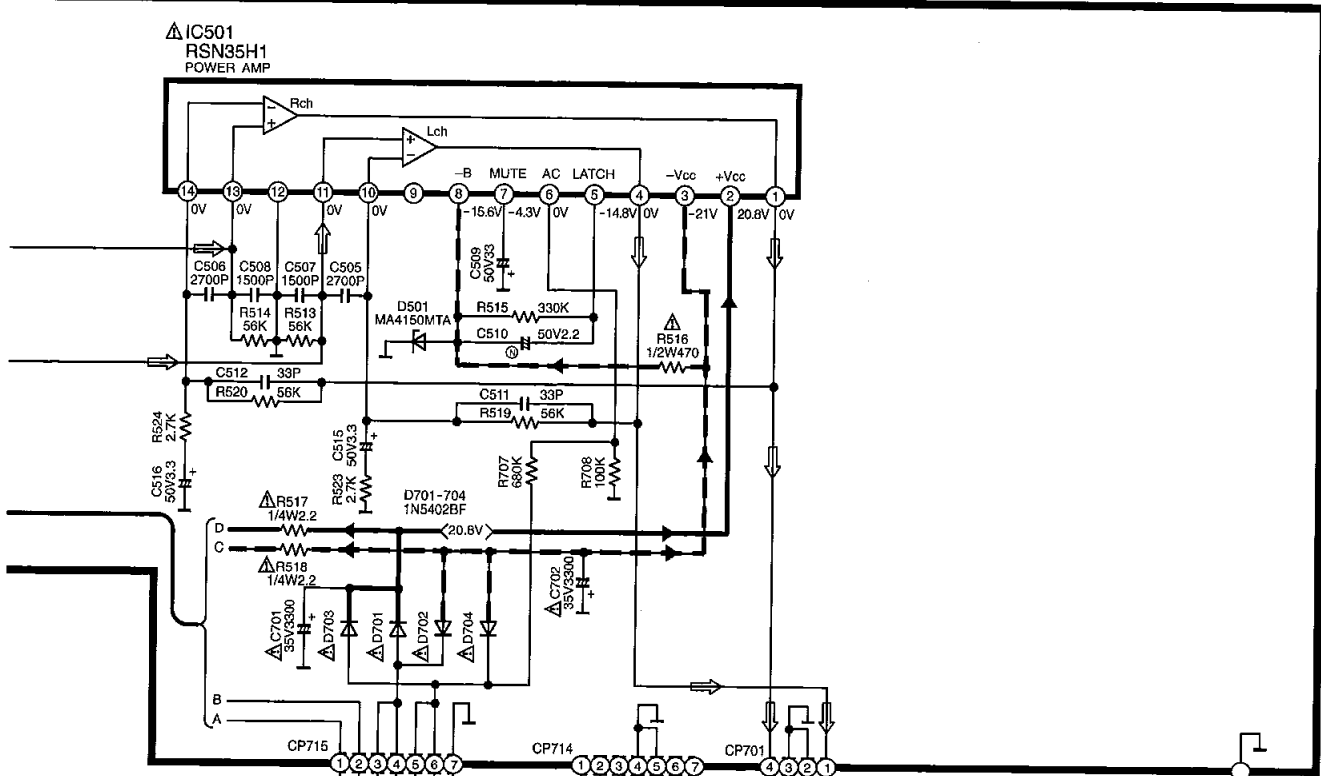 ⚠ IC501
RSN35H1
POWER AMP
Rch
Lch
− + + −
−B MUTE AC LATCH −Vcc +Vcc
14 13 12 11 10 9 8 7 6 5 4 3 2 1
0V 0V 0V 0V −15.6V −4.3V 0V −14.8V 0V −21V 20.8V 0V
C506
2700P
C508
1500P
C507
1500P
C505
2700P
C509
50V33
+
R514
56K
R513
56K
D501
MA4150MTA
R515 330K
C510 50V2.2
N
⚠
R516
1/2W470
C512 33P
R520 56K
C511 33P
R519 56K
R524
2.7K
C516
50V3.3
+
C515
50V3.3
+
R523
2.7K
R707
680K
R708
100K
D701-704
1N5402BF
⚠R517
1/4W2.2
D
20.8V
C
⚠R518
1/4W2.2
⚠C701
35V3300
+
⚠D703
⚠D701
⚠D702
⚠D704
⚠C702
35V3300
+
B
A
CP715
1 2 3 4 5 6 7
CP714
1 2 3 4 5 6 7
CP701
4 3 2 1